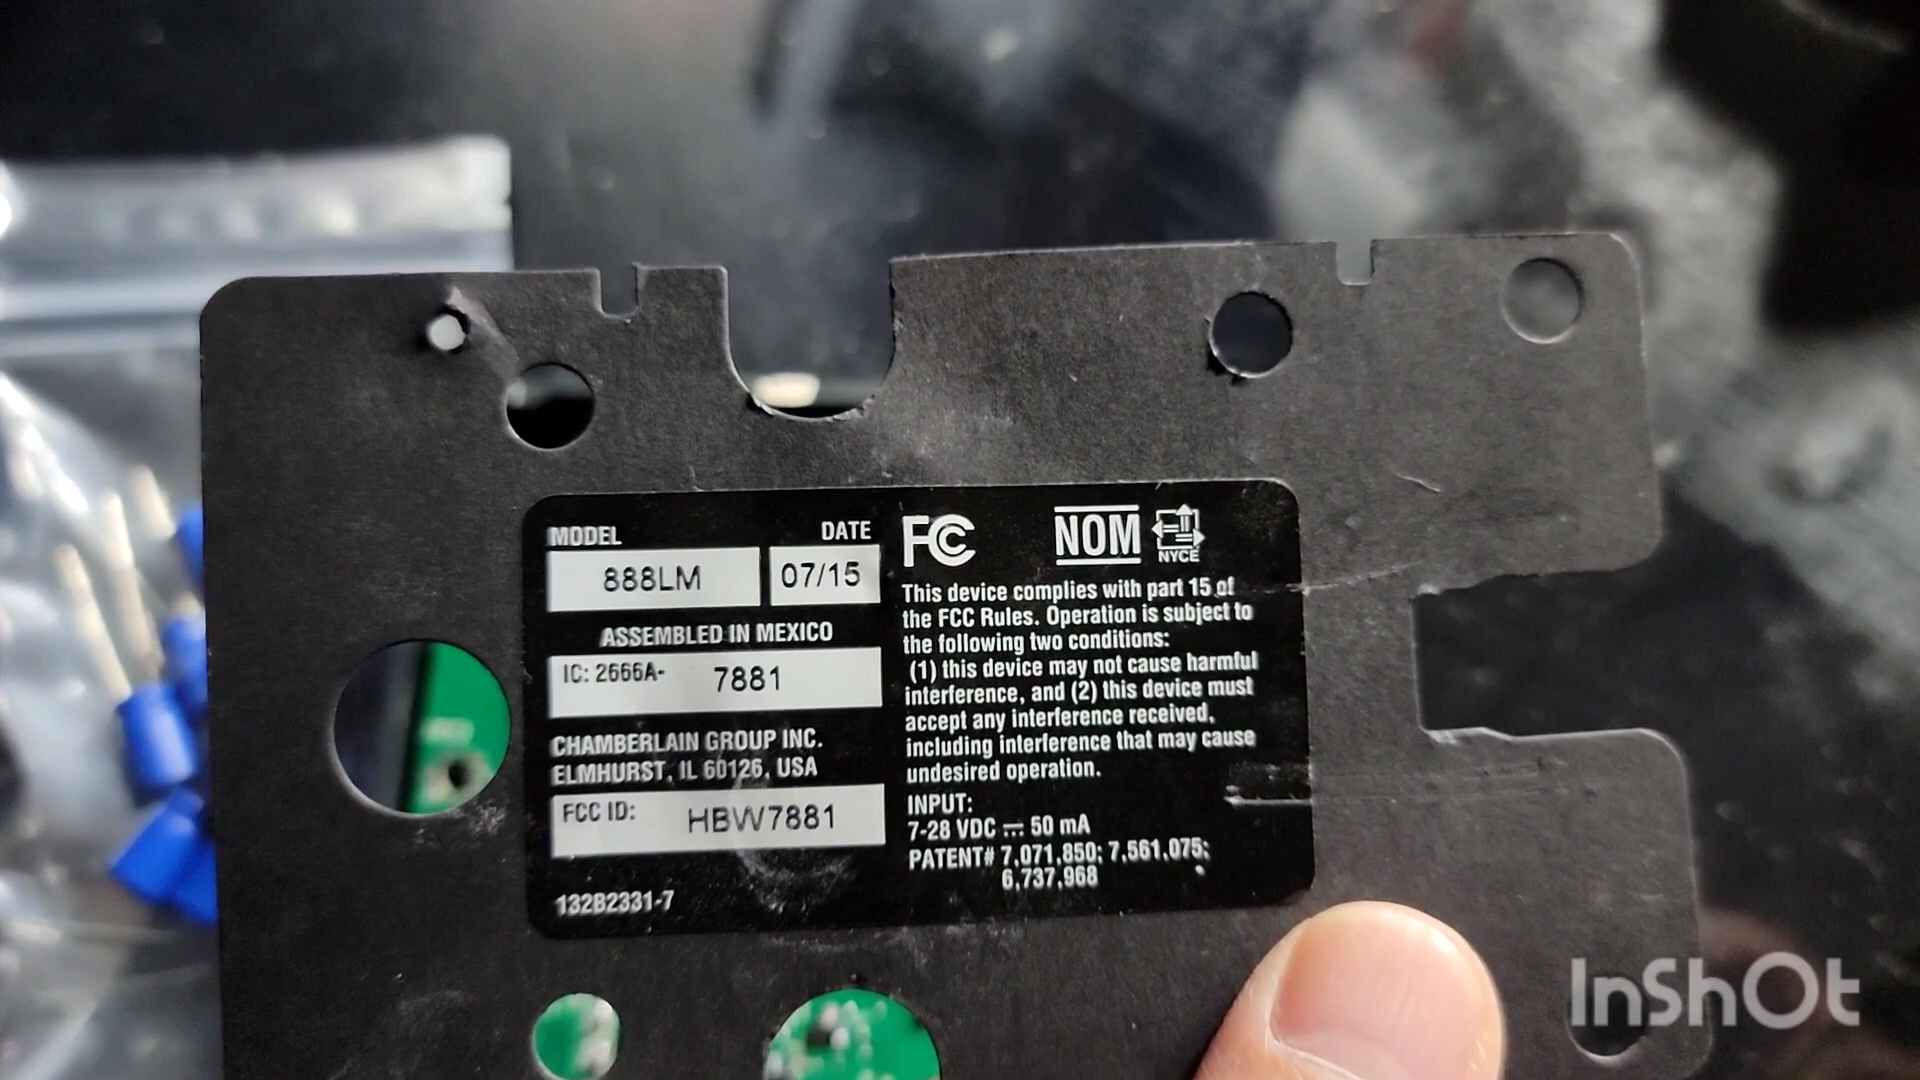 MODEL DATE
888LM 07/15
ASSEMBLED IN MEXICO
IC: 2666A- 7881
CHAMBERLAIN GROUP INC.
ELMHURST, IL 60126, USA
FCC ID: HBW7881
132B2331-7
FC NOM
NYCE
This device complies with part 15 of
the FCC Rules. Operation is subject to
the following two conditions:
(1) this device may not cause harmful
interference, and (2) this device must
accept any interference received,
including interference that may cause
undesired operation.
INPUT:
7-28 VDC ⎓ 50 mA
PATENT# 7,071,850; 7,561,075;
6,737,968
InShOt